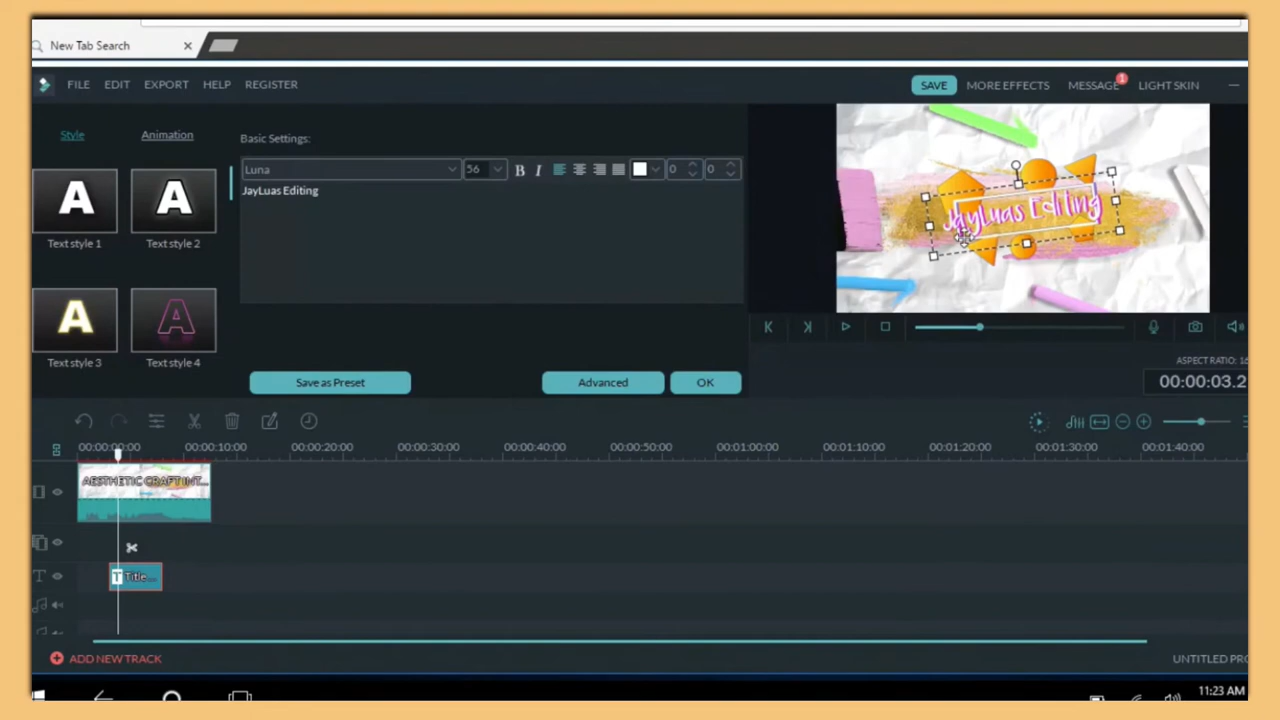 New Tab Search
FILE EDIT EXPORT HELP REGISTER
SAVE MORE EFFECTS MESSAGE 1 LIGHT SKIN
Style Animation
Basic Settings:
Luna 56 B I 0 0
JayLuas Editing
A A
Text style 1 Text style 2
A A
Text style 3 Text style 4
JayLuas Editing
Save as Preset Advanced OK
ASPECT RATIO: 16
00:00:03.2
00:00:00:00 00:00:10:00 00:00:20:00 00:00:30:00 00:00:40:00 00:00:50:00 00:01:00:00 00:01:10:00 00:01:20:00 00:01:30:00 00:01:40:00
AESTHETIC CRAFT INT...
T T Title...
ADD NEW TRACK
UNTITLED PRO
11:23 AM